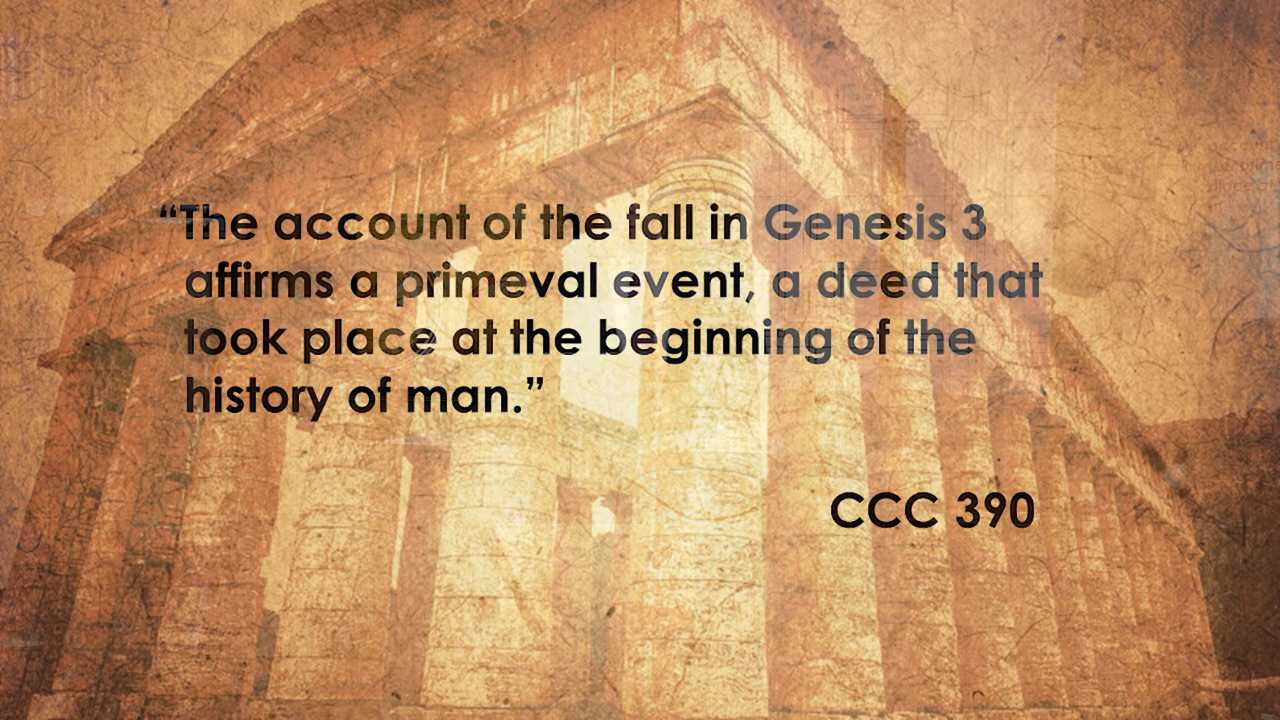 “The account of the fall in Genesis 3
affirms a primeval event, a deed that
took place at the beginning of the
history of man.”
CCC 390